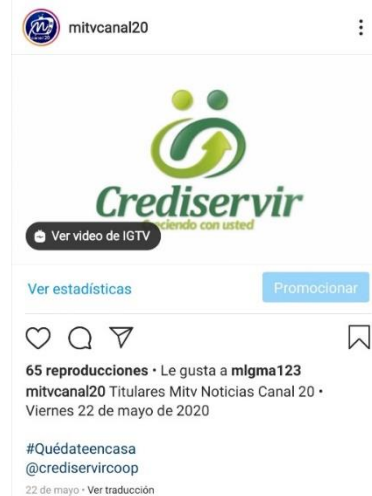 mitvcanal20
Crediservir
Creciendo con usted
Ver video de IGTV
Ver estadísticas
Promocionar
65 reproducciones • Le gusta a mlgma123
mitvcanal20 Titulares Mitv Noticias Canal 20 •
Viernes 22 de mayo de 2020
#Quédateencasa
@crediservircoop
22 de mayo • Ver traducción